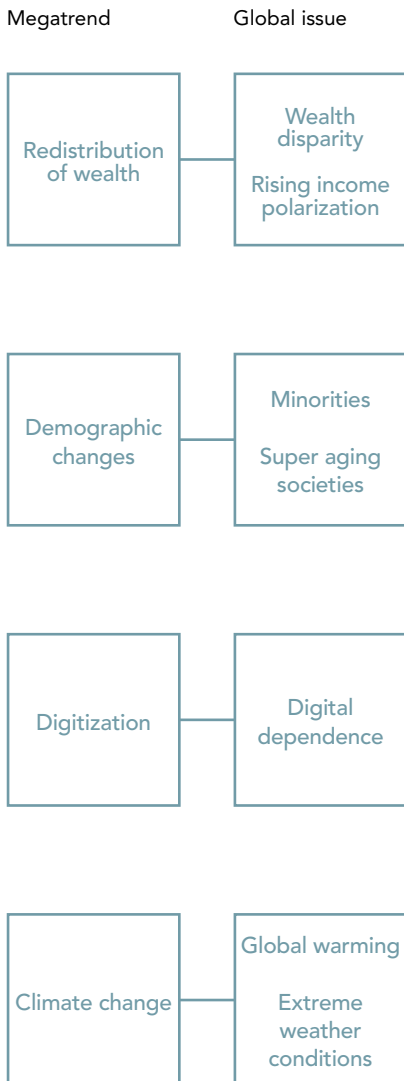 Megatrend
Global issue
Redistribution
of wealth
Wealth
disparity
Rising income
polarization
Demographic
changes
Minorities
Super aging
societies
Digitization
Digital
dependence
Climate change
Global warming
Extreme
weather
conditions